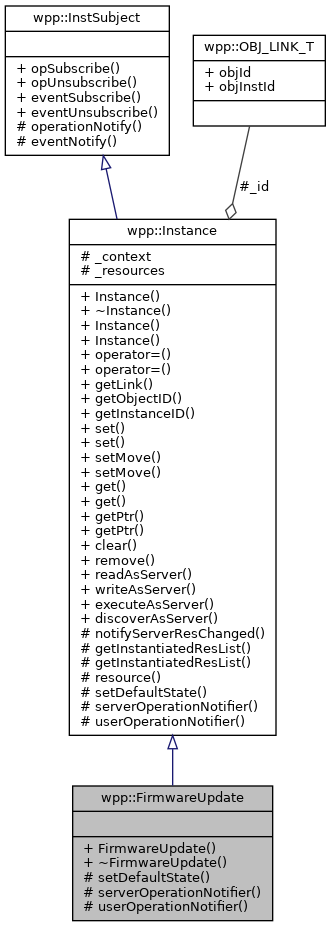 wpp::InstSubject
+ opSubscribe()
+ opUnsubscribe()
+ eventSubscribe()
+ eventUnsubscribe()
# operationNotify()
# eventNotify()
wpp::OBJ_LINK_T
+ objId
+ objInstId
#_id
wpp::Instance
# _context
# _resources
+ Instance()
+ ~Instance()
+ Instance()
+ Instance()
+ operator=()
+ operator=()
+ getLink()
+ getObjectID()
+ getInstanceID()
+ set()
+ set()
+ setMove()
+ setMove()
+ get()
+ get()
+ getPtr()
+ getPtr()
+ clear()
+ remove()
+ readAsServer()
+ writeAsServer()
+ executeAsServer()
+ discoverAsServer()
# notifyServerResChanged()
# getInstantiatedResList()
# getInstantiatedResList()
# resource()
# setDefaultState()
# serverOperationNotifier()
# userOperationNotifier()
wpp::FirmwareUpdate
+ FirmwareUpdate()
+ ~FirmwareUpdate()
# setDefaultState()
# serverOperationNotifier()
# userOperationNotifier()